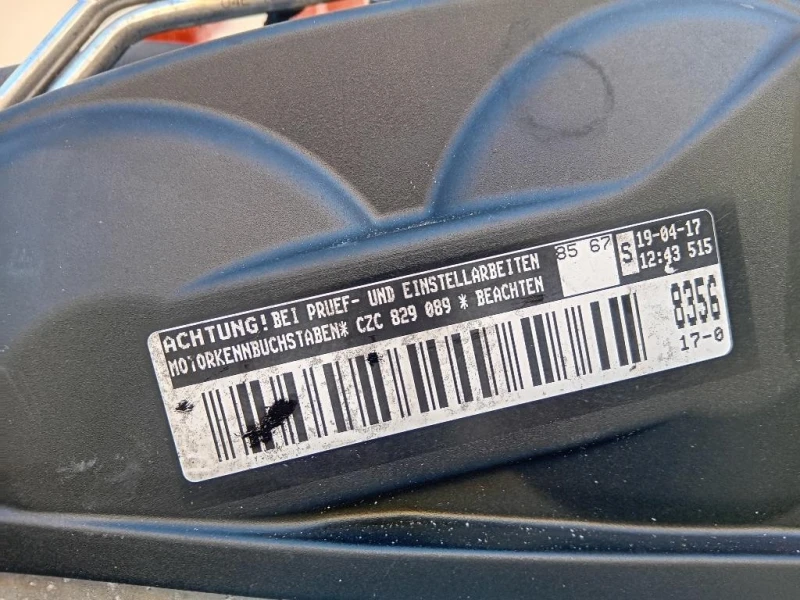 ACHTUNG! BEI PRUEF- UND EINSTELLARBEITEN
MOTORKENNBUCHSTABEN* CZC 829 089 * BEACHTEN
85 67
S
19-04-17
12:43 515
8356
17-0